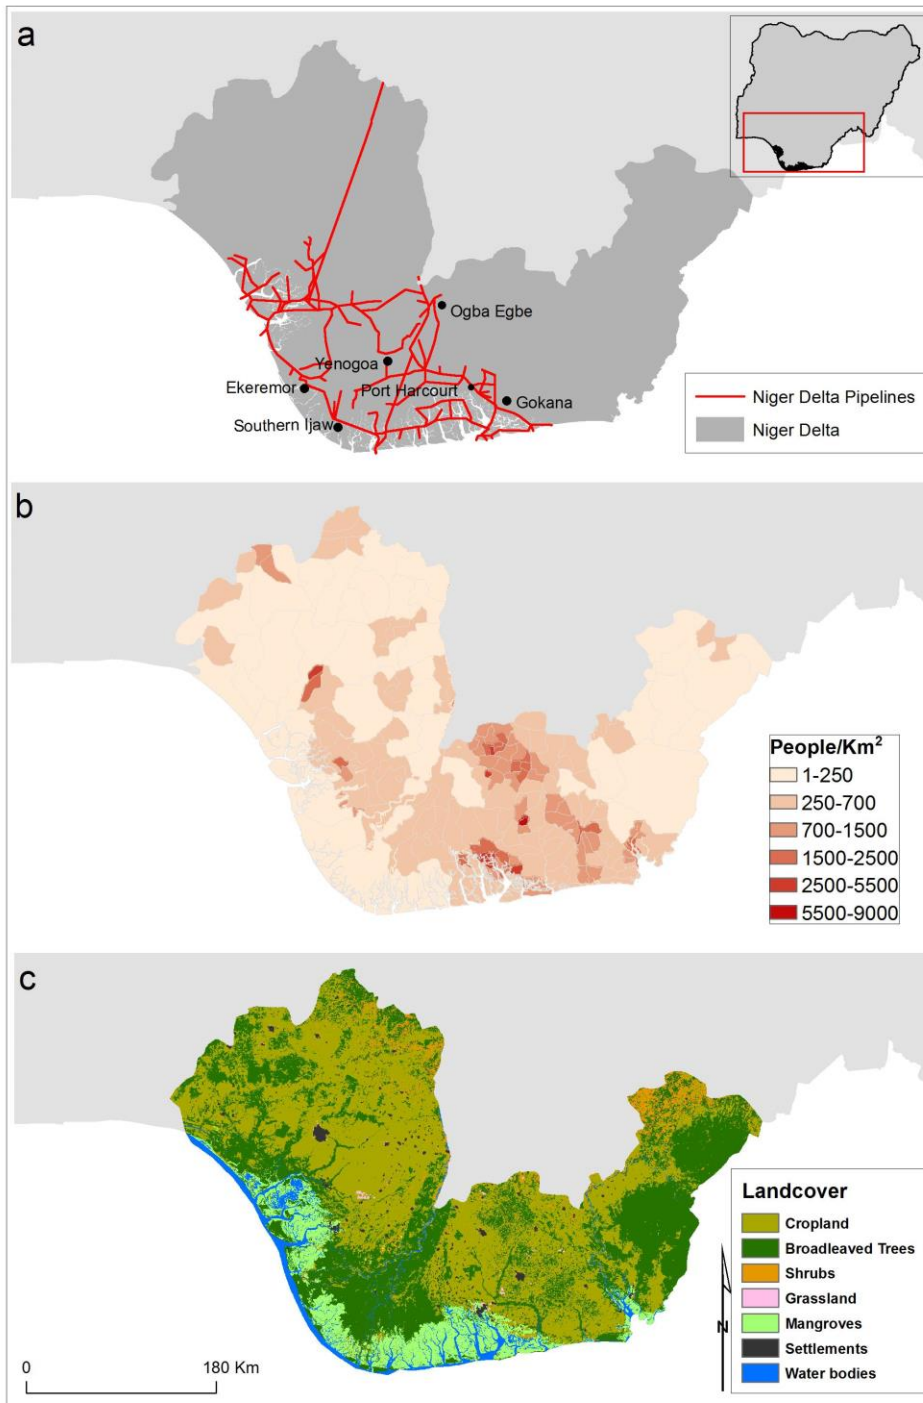 a
Ogba Egbe
Yenogoa
Ekeremor
Port Harcourt
Gokana
Southern Ijaw
Niger Delta Pipelines
Niger Delta
b
People/Km²
1-250
250-700
700-1500
1500-2500
2500-5500
5500-9000
c
Landcover
Cropland
Broadleaved Trees
Shrubs
Grassland
Mangroves
Settlements
Water bodies
N
0 180 Km